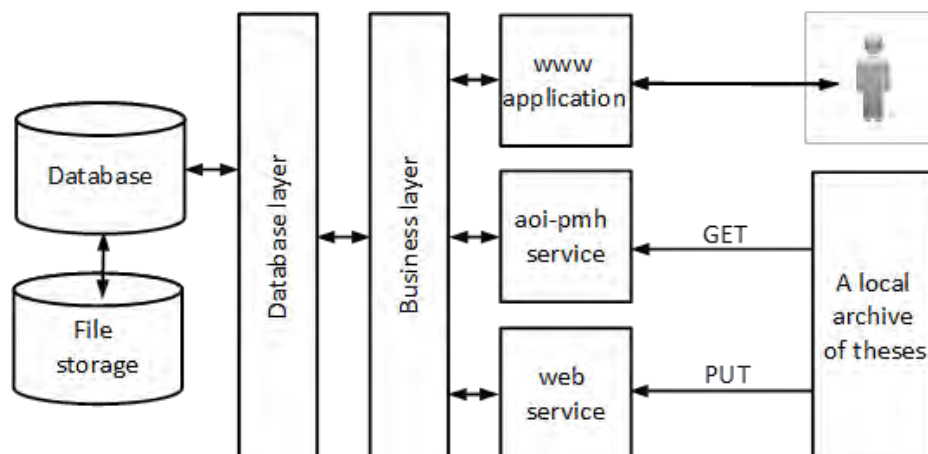 Database
File
storage
Database layer
Business layer
www
application
aoi-pmh
service
web
service
GET
PUT
A local
archive
of theses